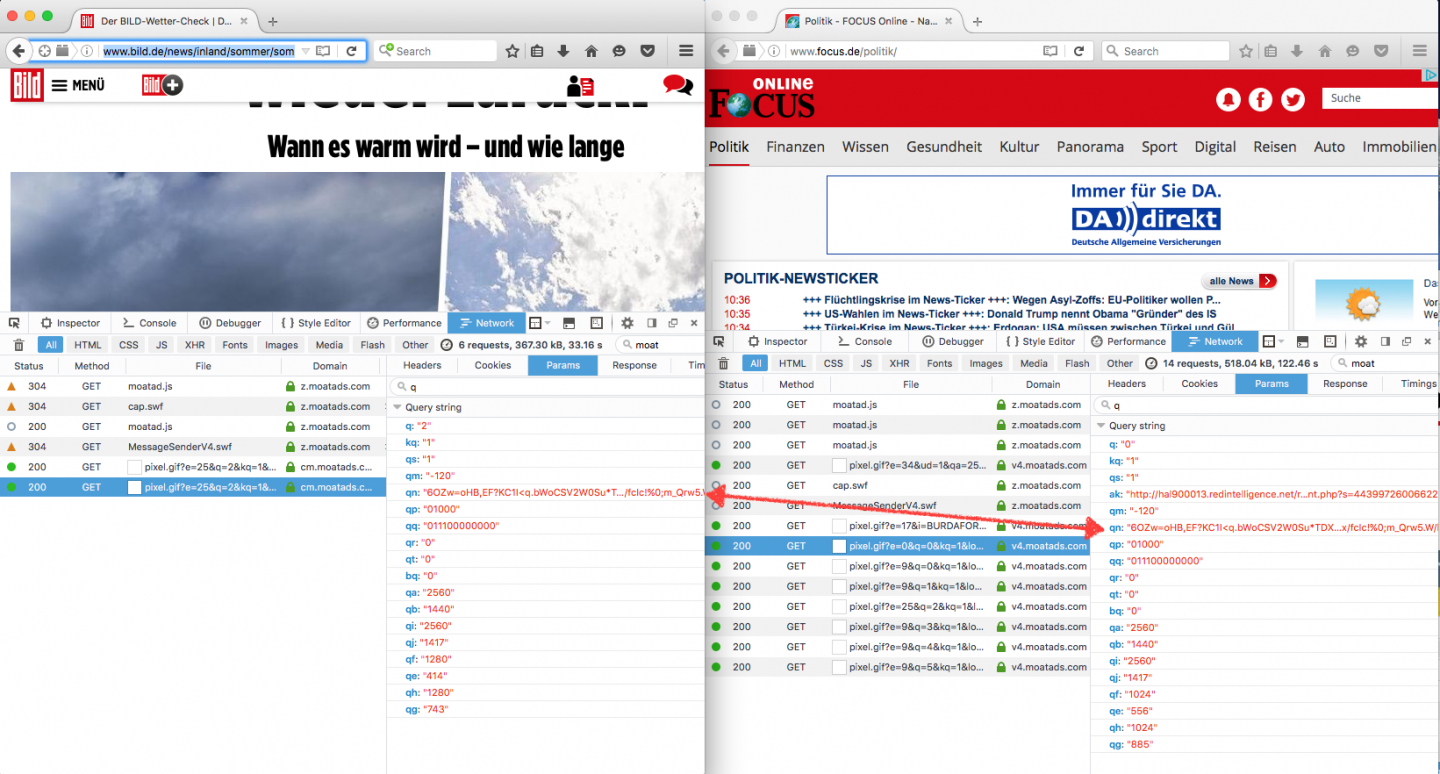 Der BILD-Wetter-Check | D...
www.bild.de/news/inland/sommer/som
Search
Bild
MENÜ
Bild
Wann es warm wird – und wie lange
Inspector
Console
Debugger
{ } Style Editor
Performance
Network
All
HTML
CSS
JS
XHR
Fonts
Images
Media
Flash
Other
6 requests, 367.30 kB, 33.16 s
moat
Status
Method
File
Domain
Headers
Cookies
Params
Response
Tim
304 GET moatad.js z.moatads.com
304 GET cap.swf z.moatads.com
200 GET moatad.js z.moatads.com
304 GET MessageSenderV4.swf z.moatads.com
200 GET pixel.gif?e=25&q=2&kq=1&... cm.moatads.c...
200 GET pixel.gif?e=25&q=2&kq=1&... cm.moatads.c...
q
Query string
q: "2"
kq: "1"
qs: "1"
qm: "-120"
qn: "6OZw=oHB,EF?KC1I<q.bWoCSV2W0Su*T.../fcIc!%0;m_Qrw5.W
qp: "01000"
qq: "011100000000"
qr: "0"
qt: "0"
bq: "0"
qa: "2560"
qb: "1440"
qi: "2560"
qj: "1417"
qf: "1280"
qe: "414"
qh: "1280"
qg: "743"
Politik - FOCUS Online - Na...
www.focus.de/politik/
Search
ONLINE
FOCUS
Suche
Politik
Finanzen
Wissen
Gesundheit
Kultur
Panorama
Sport
Digital
Reisen
Auto
Immobilien
Immer für Sie DA.
DA direkt
Deutsche Allgemeine Versicherungen
POLITIK-NEWSTICKER
alle News
10:36 +++ Flüchtlingskrise im News-Ticker +++: Wegen Asyl-Zoffs: EU-Politiker wollen P...
10:35 +++ US-Wahlen im News-Ticker +++: Donald Trump nennt Obama "Gründer" des IS
10:34 +++ Türkei-Krise im News-Ticker +++: Erdogan: USA müssen zwischen Türkei und Gül
Da
Vor
We
Inspector
Console
Debugger
{ } Style Editor
Performance
Network
All
HTML
CSS
JS
XHR
Fonts
Images
Media
Flash
Other
14 requests, 518.04 kB, 122.46 s
moat
Status
Method
File
Domain
Headers
Cookies
Params
Response
Timings
200 GET moatad.js z.moatads.com
200 GET moatad.js z.moatads.com
200 GET moatad.js z.moatads.com
200 GET pixel.gif?e=34&ud=1&qa=25... v4.moatads.com
200 GET cap.swf z.moatads.com
200 GET MessageSenderV4.swf z.moatads.com
200 GET pixel.gif?e=17&i=BURDAFOR... v4.moatads.com
200 GET pixel.gif?e=0&q=0&kq=1&lo... v4.moatads.com
200 GET pixel.gif?e=9&q=0&kq=1&lo... v4.moatads.com
200 GET pixel.gif?e=9&q=1&kq=1&lo... v4.moatads.com
200 GET pixel.gif?e=25&q=2&kq=1&l... v4.moatads.com
200 GET pixel.gif?e=9&q=3&kq=1&lo... v4.moatads.com
200 GET pixel.gif?e=9&q=4&kq=1&lo... v4.moatads.com
200 GET pixel.gif?e=9&q=5&kq=1&lo... v4.moatads.com
q
Query string
q: "0"
kq: "1"
qs: "1"
ak: "http://hal900013.redintelligence.net/r...nt.php?s=44399726006622
qm: "-120"
qn: "6OZw=oHB,EF?KC1I<q.bWoCSV2W0Su*TDX...x/fcIc!%0;m_Qrw5.W/
qp: "01000"
qq: "011100000000"
qr: "0"
qt: "0"
bq: "0"
qa: "2560"
qb: "1440"
qi: "2560"
qj: "1417"
qf: "1024"
qe: "556"
qh: "1024"
qg: "885"